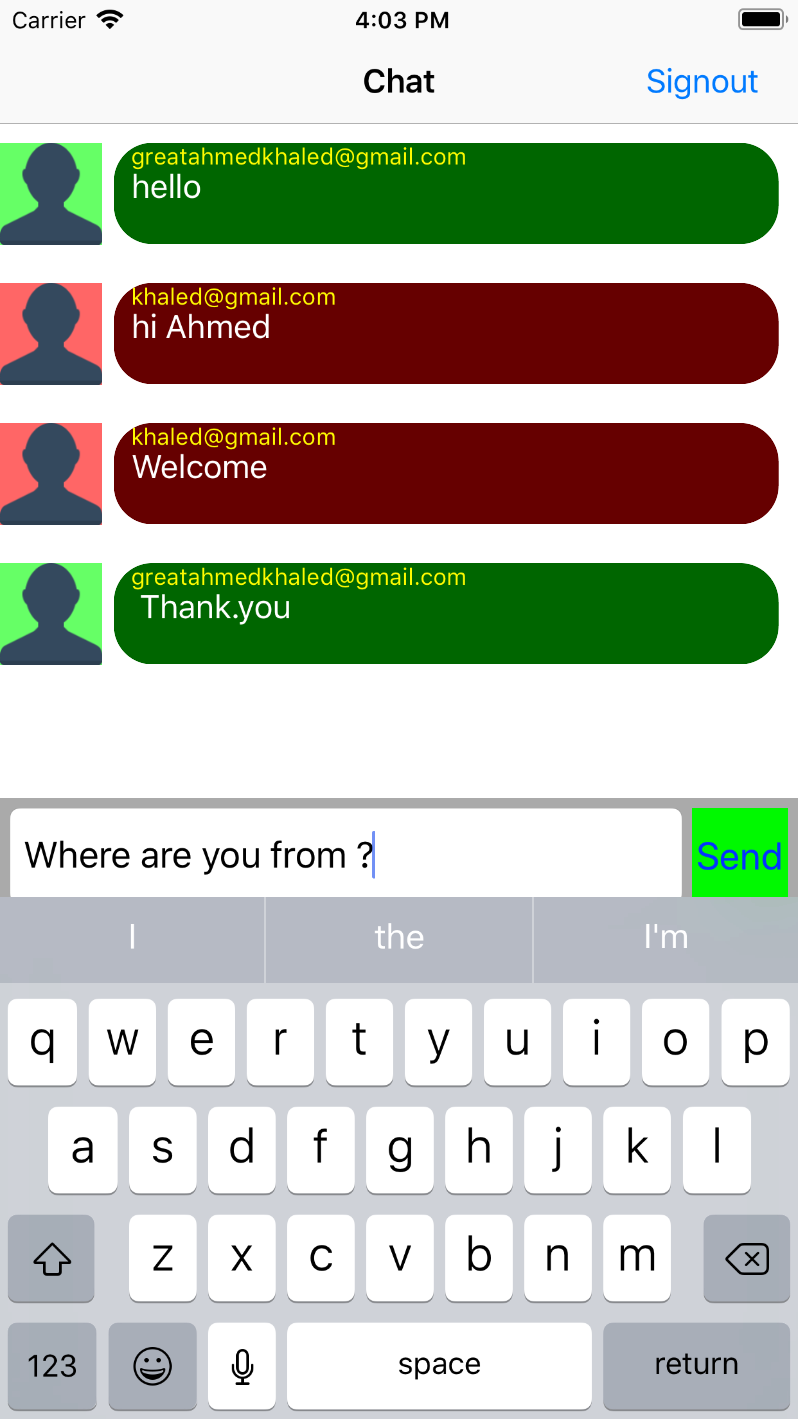 Carrier 4:03 PM
Chat Signout
greatahmedkhaled@gmail.com
hello
khaled@gmail.com
hi Ahmed
khaled@gmail.com
Welcome
greatahmedkhaled@gmail.com
Thank.you
Where are you from ? Send
I the I'm
q w e r t y u i o p
a s d f g h j k l
z x c v b n m
123 space return